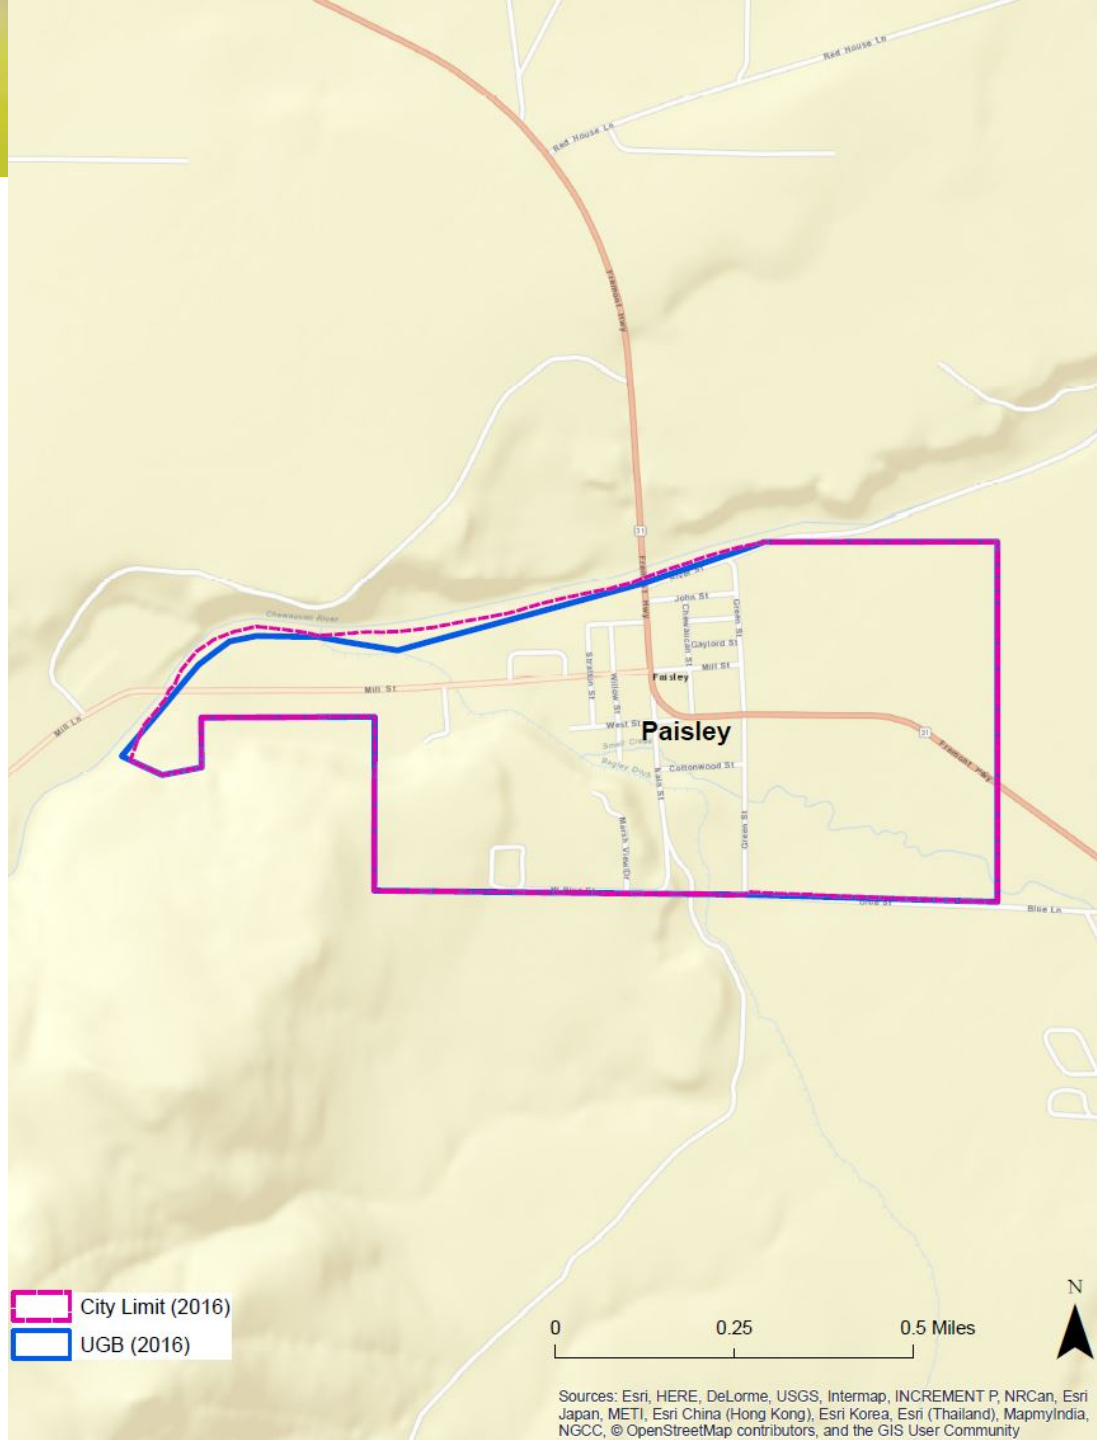 Red House Ln
Red House Ln
Fremont Hwy
31
Fremont Hwy
River St
John St
Chewaucan River
Chewaucan St
Green St
Gaylord St
Mill St
Stratton St
Willow St
Paisley
Mill St
Mill Ln
West St
Paisley
31
Fremont Hwy
Small Creek
Bagley Ditch
Cottonwood St
Main St
Marsh View Dr
Green St
W Blue St
Blue St
Blue Ln
City Limit (2016)
UGB (2016)
N
0 0.25 0.5 Miles
Sources: Esri, HERE, DeLorme, USGS, Intermap, INCREMENT P, NRCan, Esri
Japan, METI, Esri China (Hong Kong), Esri Korea, Esri (Thailand), MapmyIndia,
NGCC, © OpenStreetMap contributors, and the GIS User Community